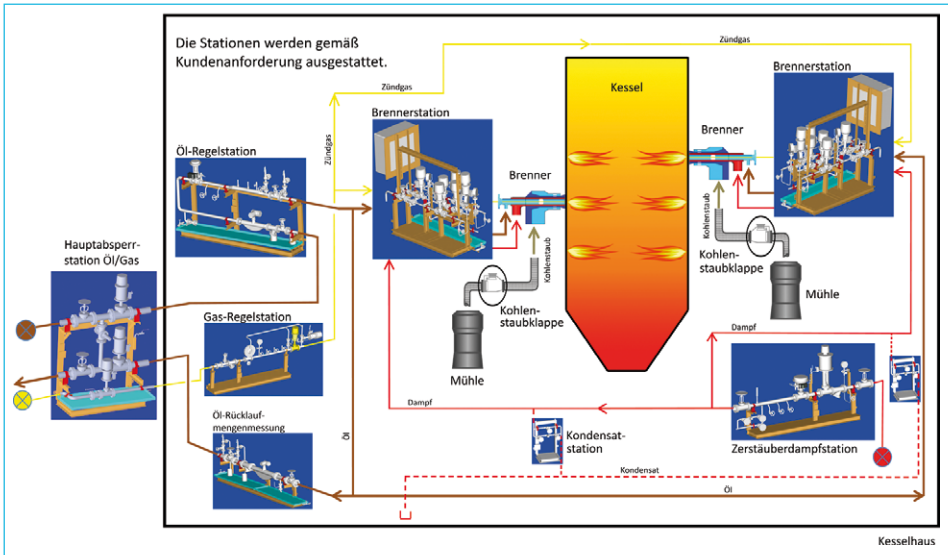 Die Stationen werden gemäß
Kundenanforderung ausgestattet.
Zündgas
Zündgas
Zündgas
Brennerstation
Kessel
Brennerstation
Öl-Regelstation
Brenner
Brenner
Hauptabsperr-
station Öl/Gas
Kohlenstaub
Kohlenstaub
Kohlen-
staubklappe
Kohlen-
staubklappe
Mühle
Mühle
Gas-Regelstation
Dampf
Dampf
Öl-Rücklauf-
mengenmessung
Öl
Kondensat-
station
Zerstäuberdampfstation
Kondensat
Öl
Kesselhaus